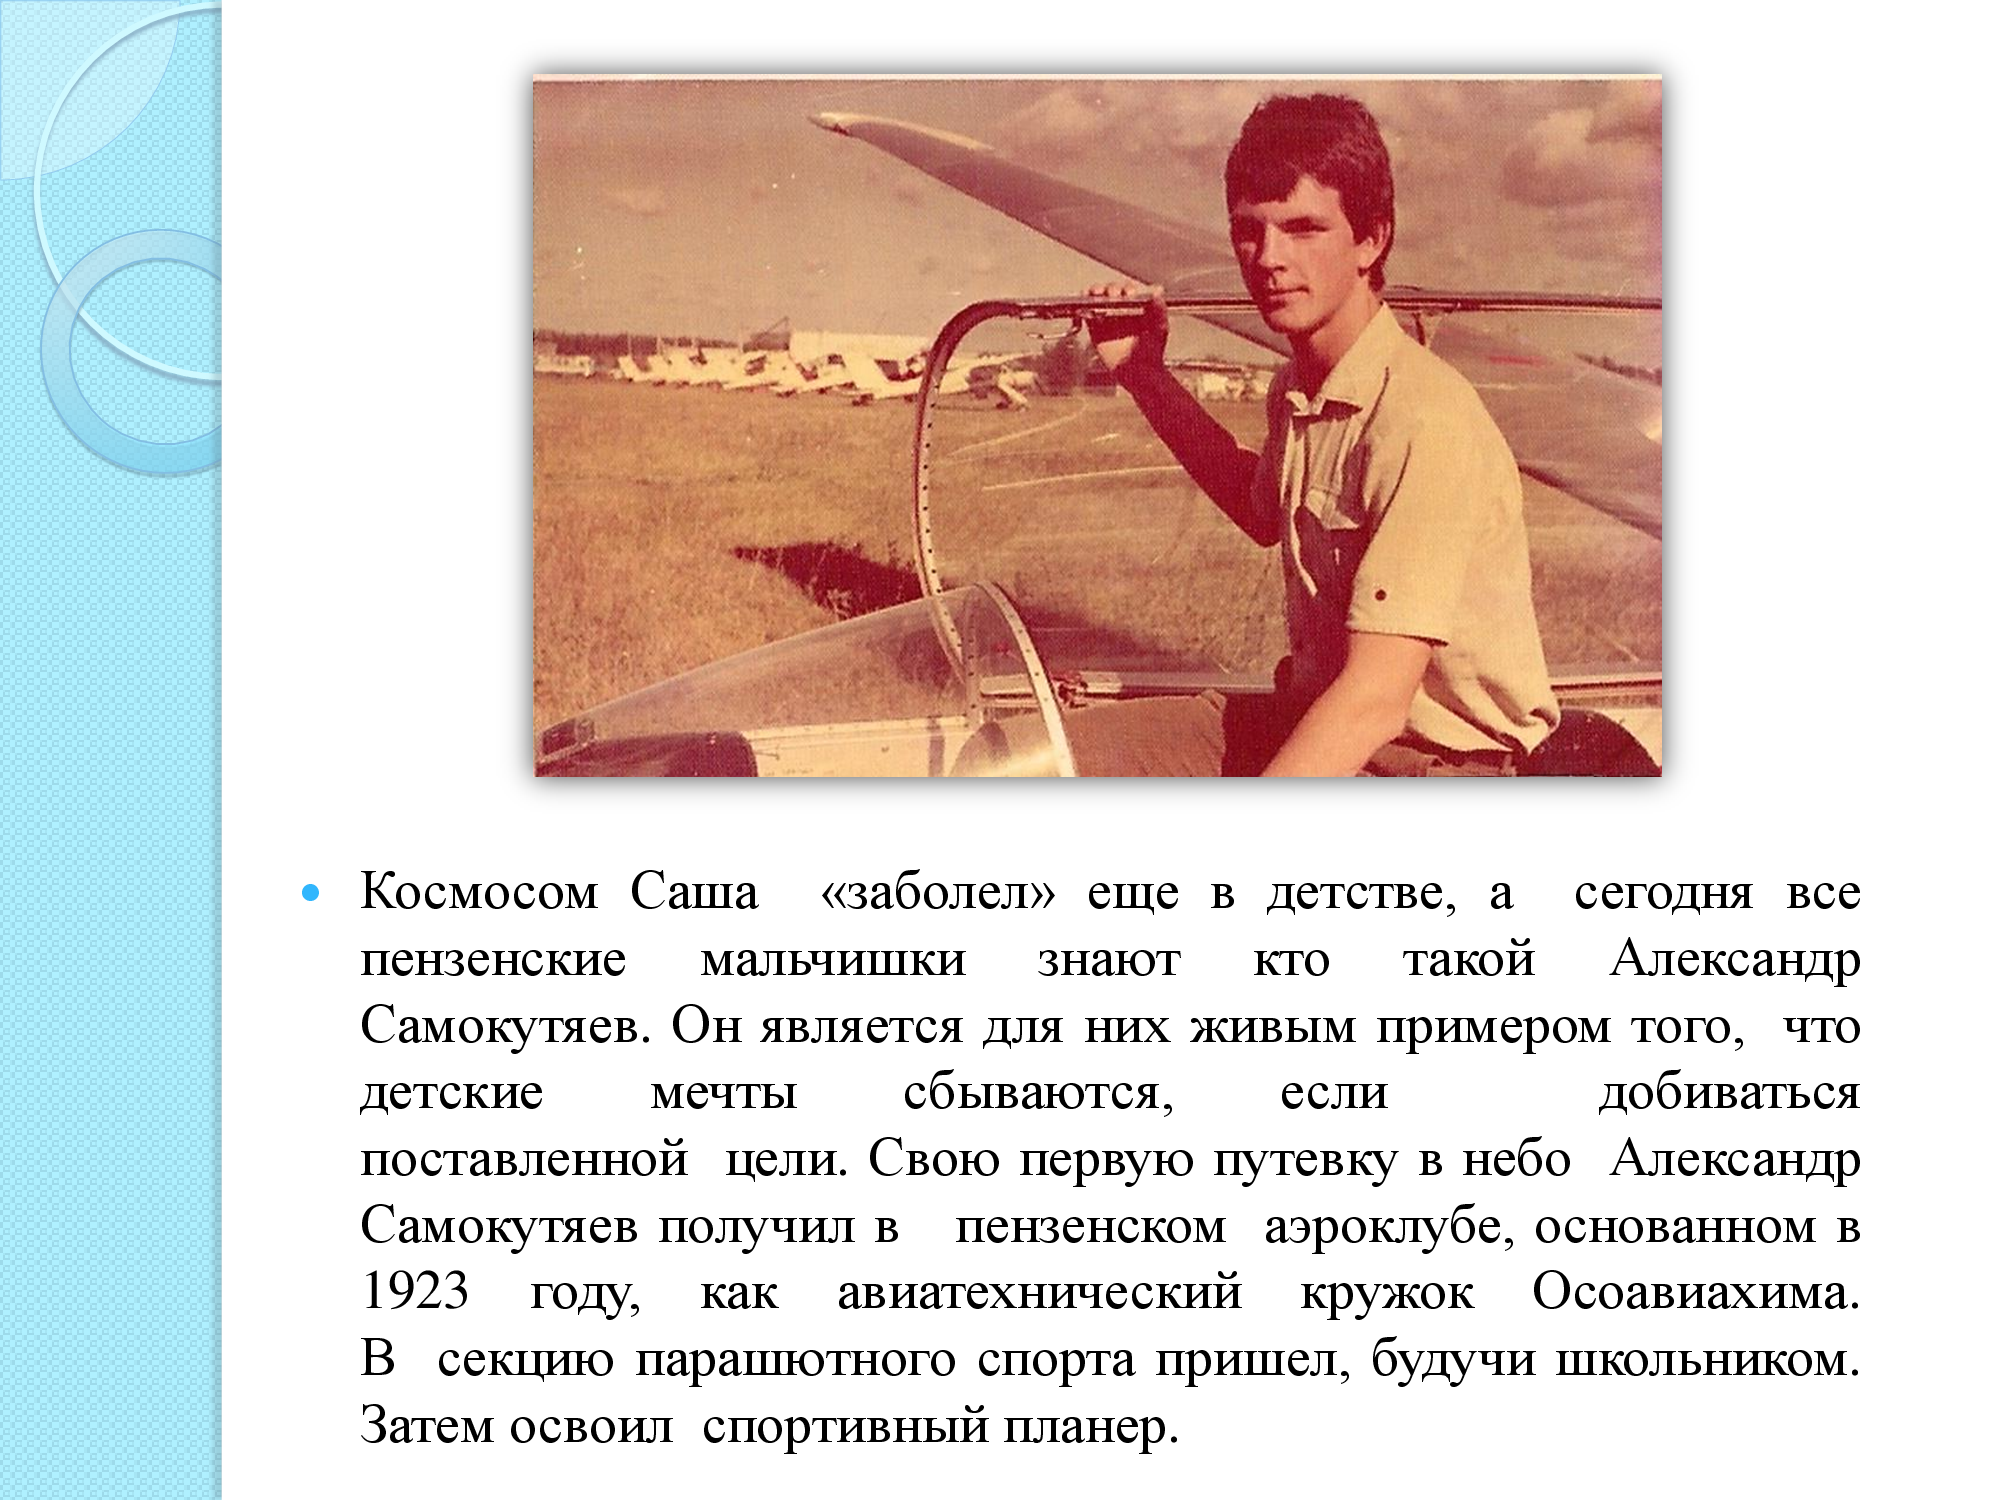 Космосом Саша «заболел» еще в детстве, а сегодня все
пензенские мальчишки знают кто такой Александр
Самокутяев. Он является для них живым примером того, что
детские мечты сбываются, если добиваться
поставленной цели. Свою первую путевку в небо Александр
Самокутяев получил в пензенском аэроклубе, основанном в
1923 году, как авиатехнический кружок Осоавиахима.
В секцию парашютного спорта пришел, будучи школьником.
Затем освоил спортивный планер.